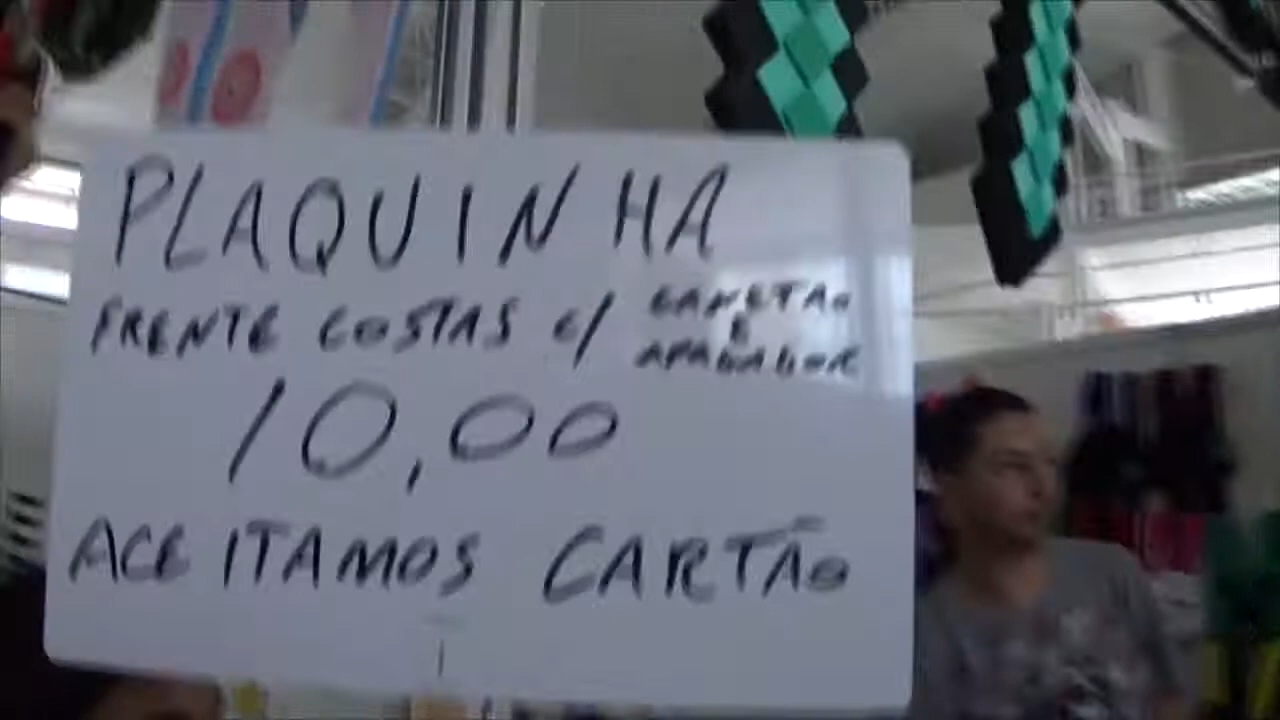 PLAQUINHA
FRENTE COSTAS c/ CANETAO
E
APAGADOR
10,00
ACEITAMOS CARTÃO